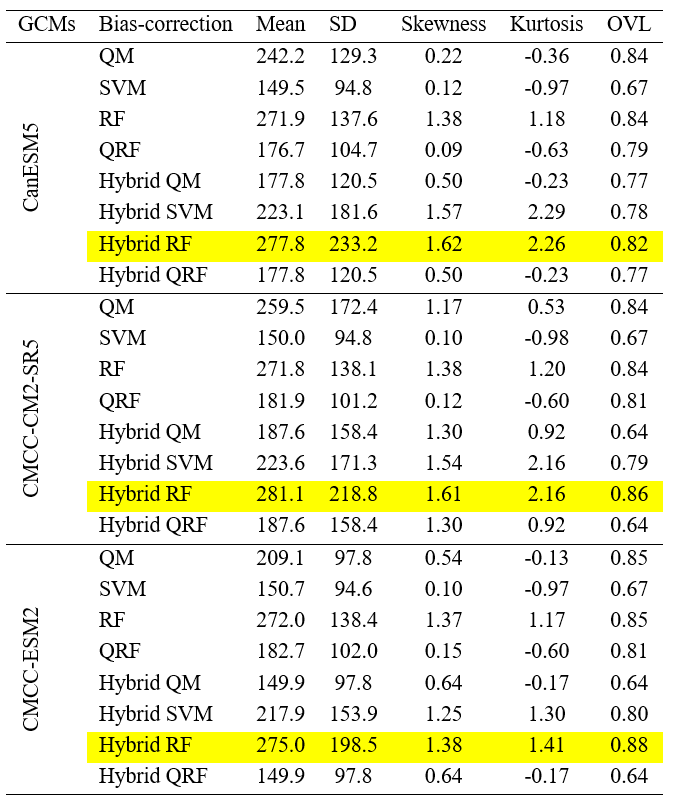 GCMs Bias-correction Mean SD Skewness Kurtosis OVL
CanESM5
QM 242.2 129.3 0.22 -0.36 0.84
SVM 149.5 94.8 0.12 -0.97 0.67
RF 271.9 137.6 1.38 1.18 0.84
QRF 176.7 104.7 0.09 -0.63 0.79
Hybrid QM 177.8 120.5 0.50 -0.23 0.77
Hybrid SVM 223.1 181.6 1.57 2.29 0.78
Hybrid RF 277.8 233.2 1.62 2.26 0.82
Hybrid QRF 177.8 120.5 0.50 -0.23 0.77
CMCC-CM2-SR5
QM 259.5 172.4 1.17 0.53 0.84
SVM 150.0 94.8 0.10 -0.98 0.67
RF 271.8 138.1 1.38 1.20 0.84
QRF 181.9 101.2 0.12 -0.60 0.81
Hybrid QM 187.6 158.4 1.30 0.92 0.64
Hybrid SVM 223.6 171.3 1.54 2.16 0.79
Hybrid RF 281.1 218.8 1.61 2.16 0.86
Hybrid QRF 187.6 158.4 1.30 0.92 0.64
CMCC-ESM2
QM 209.1 97.8 0.54 -0.13 0.85
SVM 150.7 94.6 0.10 -0.97 0.67
RF 272.0 138.4 1.37 1.17 0.85
QRF 182.7 102.0 0.15 -0.60 0.81
Hybrid QM 149.9 97.8 0.64 -0.17 0.64
Hybrid SVM 217.9 153.9 1.25 1.30 0.80
Hybrid RF 275.0 198.5 1.38 1.41 0.88
Hybrid QRF 149.9 97.8 0.64 -0.17 0.64